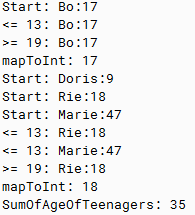 Start: Bo:17
<= 13: Bo:17
>= 19: Bo:17
mapToInt: 17
Start: Doris:9
Start: Rie:18
Start: Marie:47
<= 13: Rie:18
<= 13: Marie:47
>= 19: Rie:18
mapToInt: 18
SumOfAgeOfTeenagers: 35